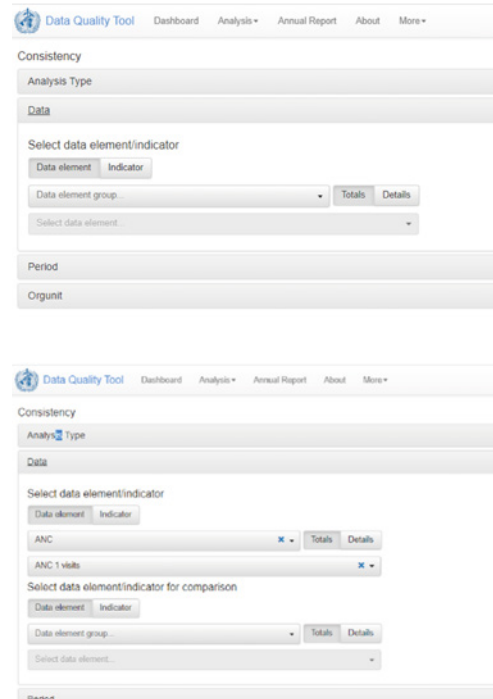 Data Quality Tool Dashboard Analysis Annual Report About More
Consistency
Analysis Type
Data
Select data element/indicator
Data element Indicator
Data element group... Totals Details
Select data element...
Period
Orgunit
Data Quality Tool Dashboard Analysis Annual Report About More
Consistency
Analysis Type
Data
Select data element/indicator
Data element Indicator
ANC Totals Details
ANC 1 visits
Select data element/indicator for comparison
Data element Indicator
Data element group... Totals Details
Select data element...
Period